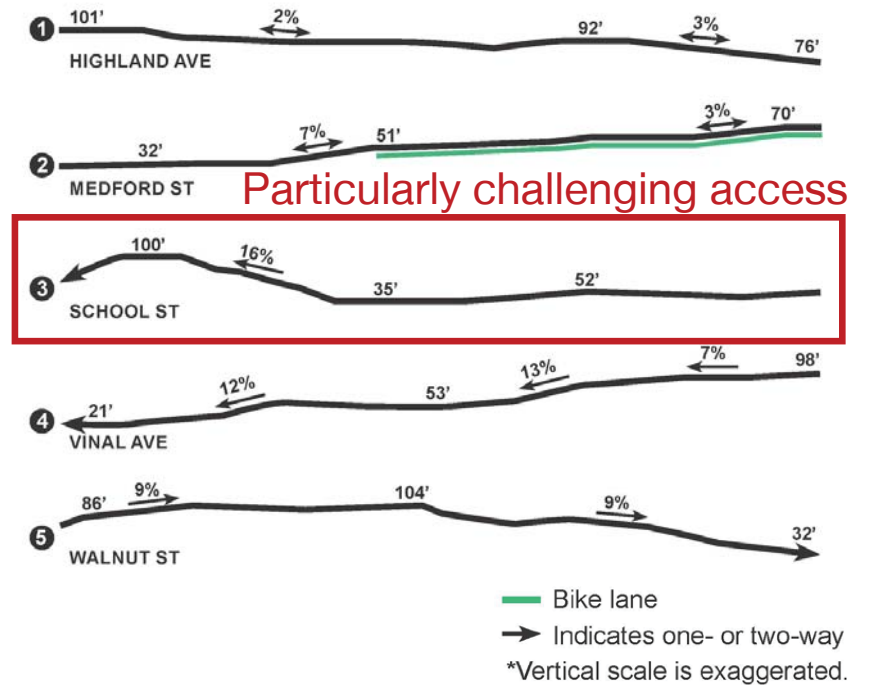 101’ 2% 92’ 3% 76’
1
HIGHLAND AVE
32’ 7% 51’ 3% 70’
2
MEDFORD ST
Particularly challenging access
100’ 16% 35’ 52’
3
SCHOOL ST
21’ 12% 53’ 13% 7% 98’
4
VINAL AVE
86’ 9% 104’ 9% 32’
5
WALNUT ST
Bike lane
Indicates one- or two-way
*Vertical scale is exaggerated.